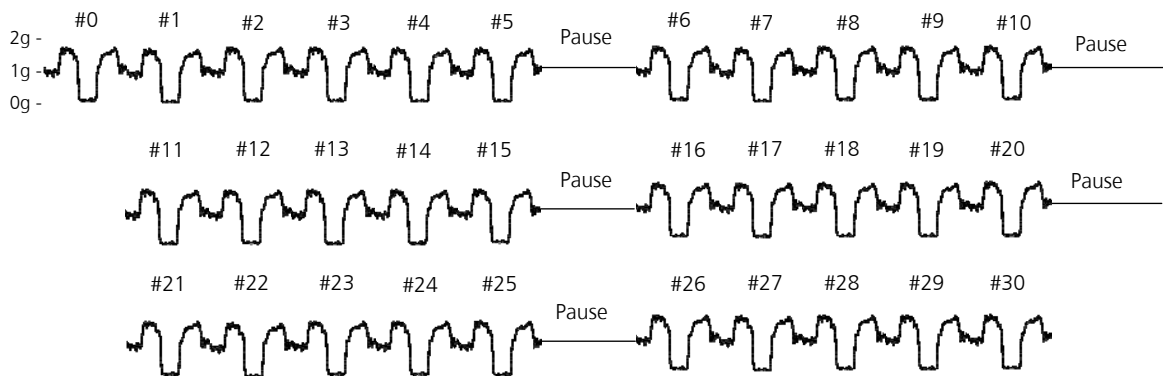 #0 #1 #2 #3 #4 #5 #6 #7 #8 #9 #10
2g -
Pause
Pause
1g -
0g -
#11 #12 #13 #14 #15 #16 #17 #18 #19 #20
Pause
Pause
#21 #22 #23 #24 #25 #26 #27 #28 #29 #30
Pause